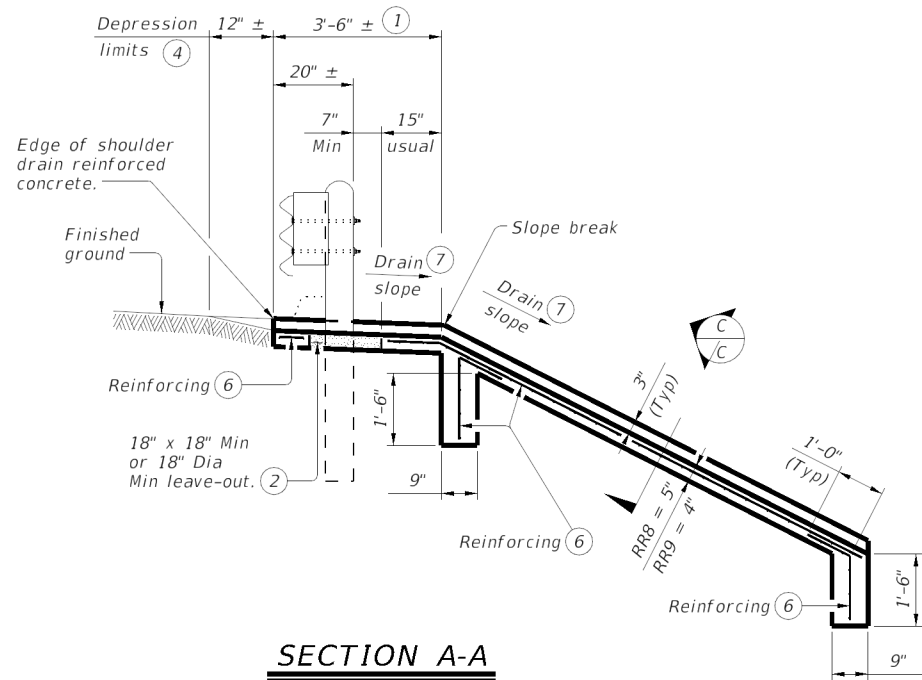 Depression
limits 4
12" ±
3'-6" ± 1
20" ±
7"
Min
15"
usual
Edge of shoulder
drain reinforced
concrete.
Finished
ground
Drain 7
slope
Slope break
Drain 7
slope
C
C
Reinforcing 6
1'-6"
3"
(Typ)
1'-0"
(Typ)
18" x 18" Min
or 18" Dia
Min leave-out. 2
9"
Reinforcing 6
RR8 = 5"
RR9 = 4"
Reinforcing 6
1'-6"
9"
SECTION A-A